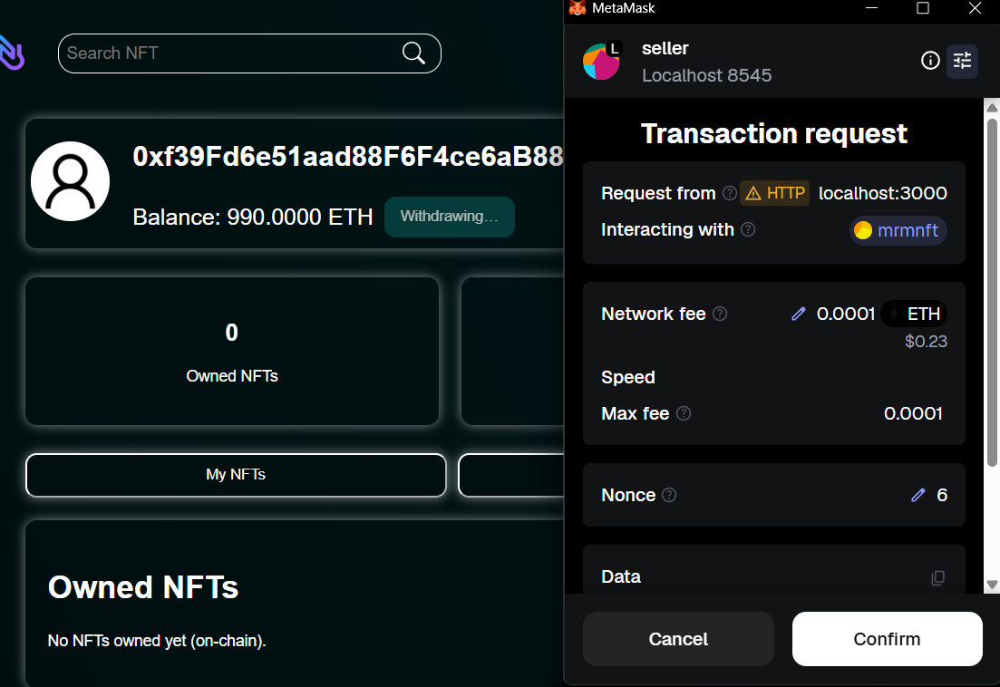 Search NFT
0xf39Fd6e51aad88F6F4ce6aB88
Balance: 990.0000 ETH
Withdrawing...
0
Owned NFTs
My NFTs
Owned NFTs
No NFTs owned yet (on-chain).
MetaMask
L
seller
Localhost 8545
Transaction request
Request from HTTP localhost:3000
Interacting with mrmnft
Network fee 0.0001 ETH
$0.23
Speed
Max fee 0.0001
Nonce 6
Data
Cancel Confirm